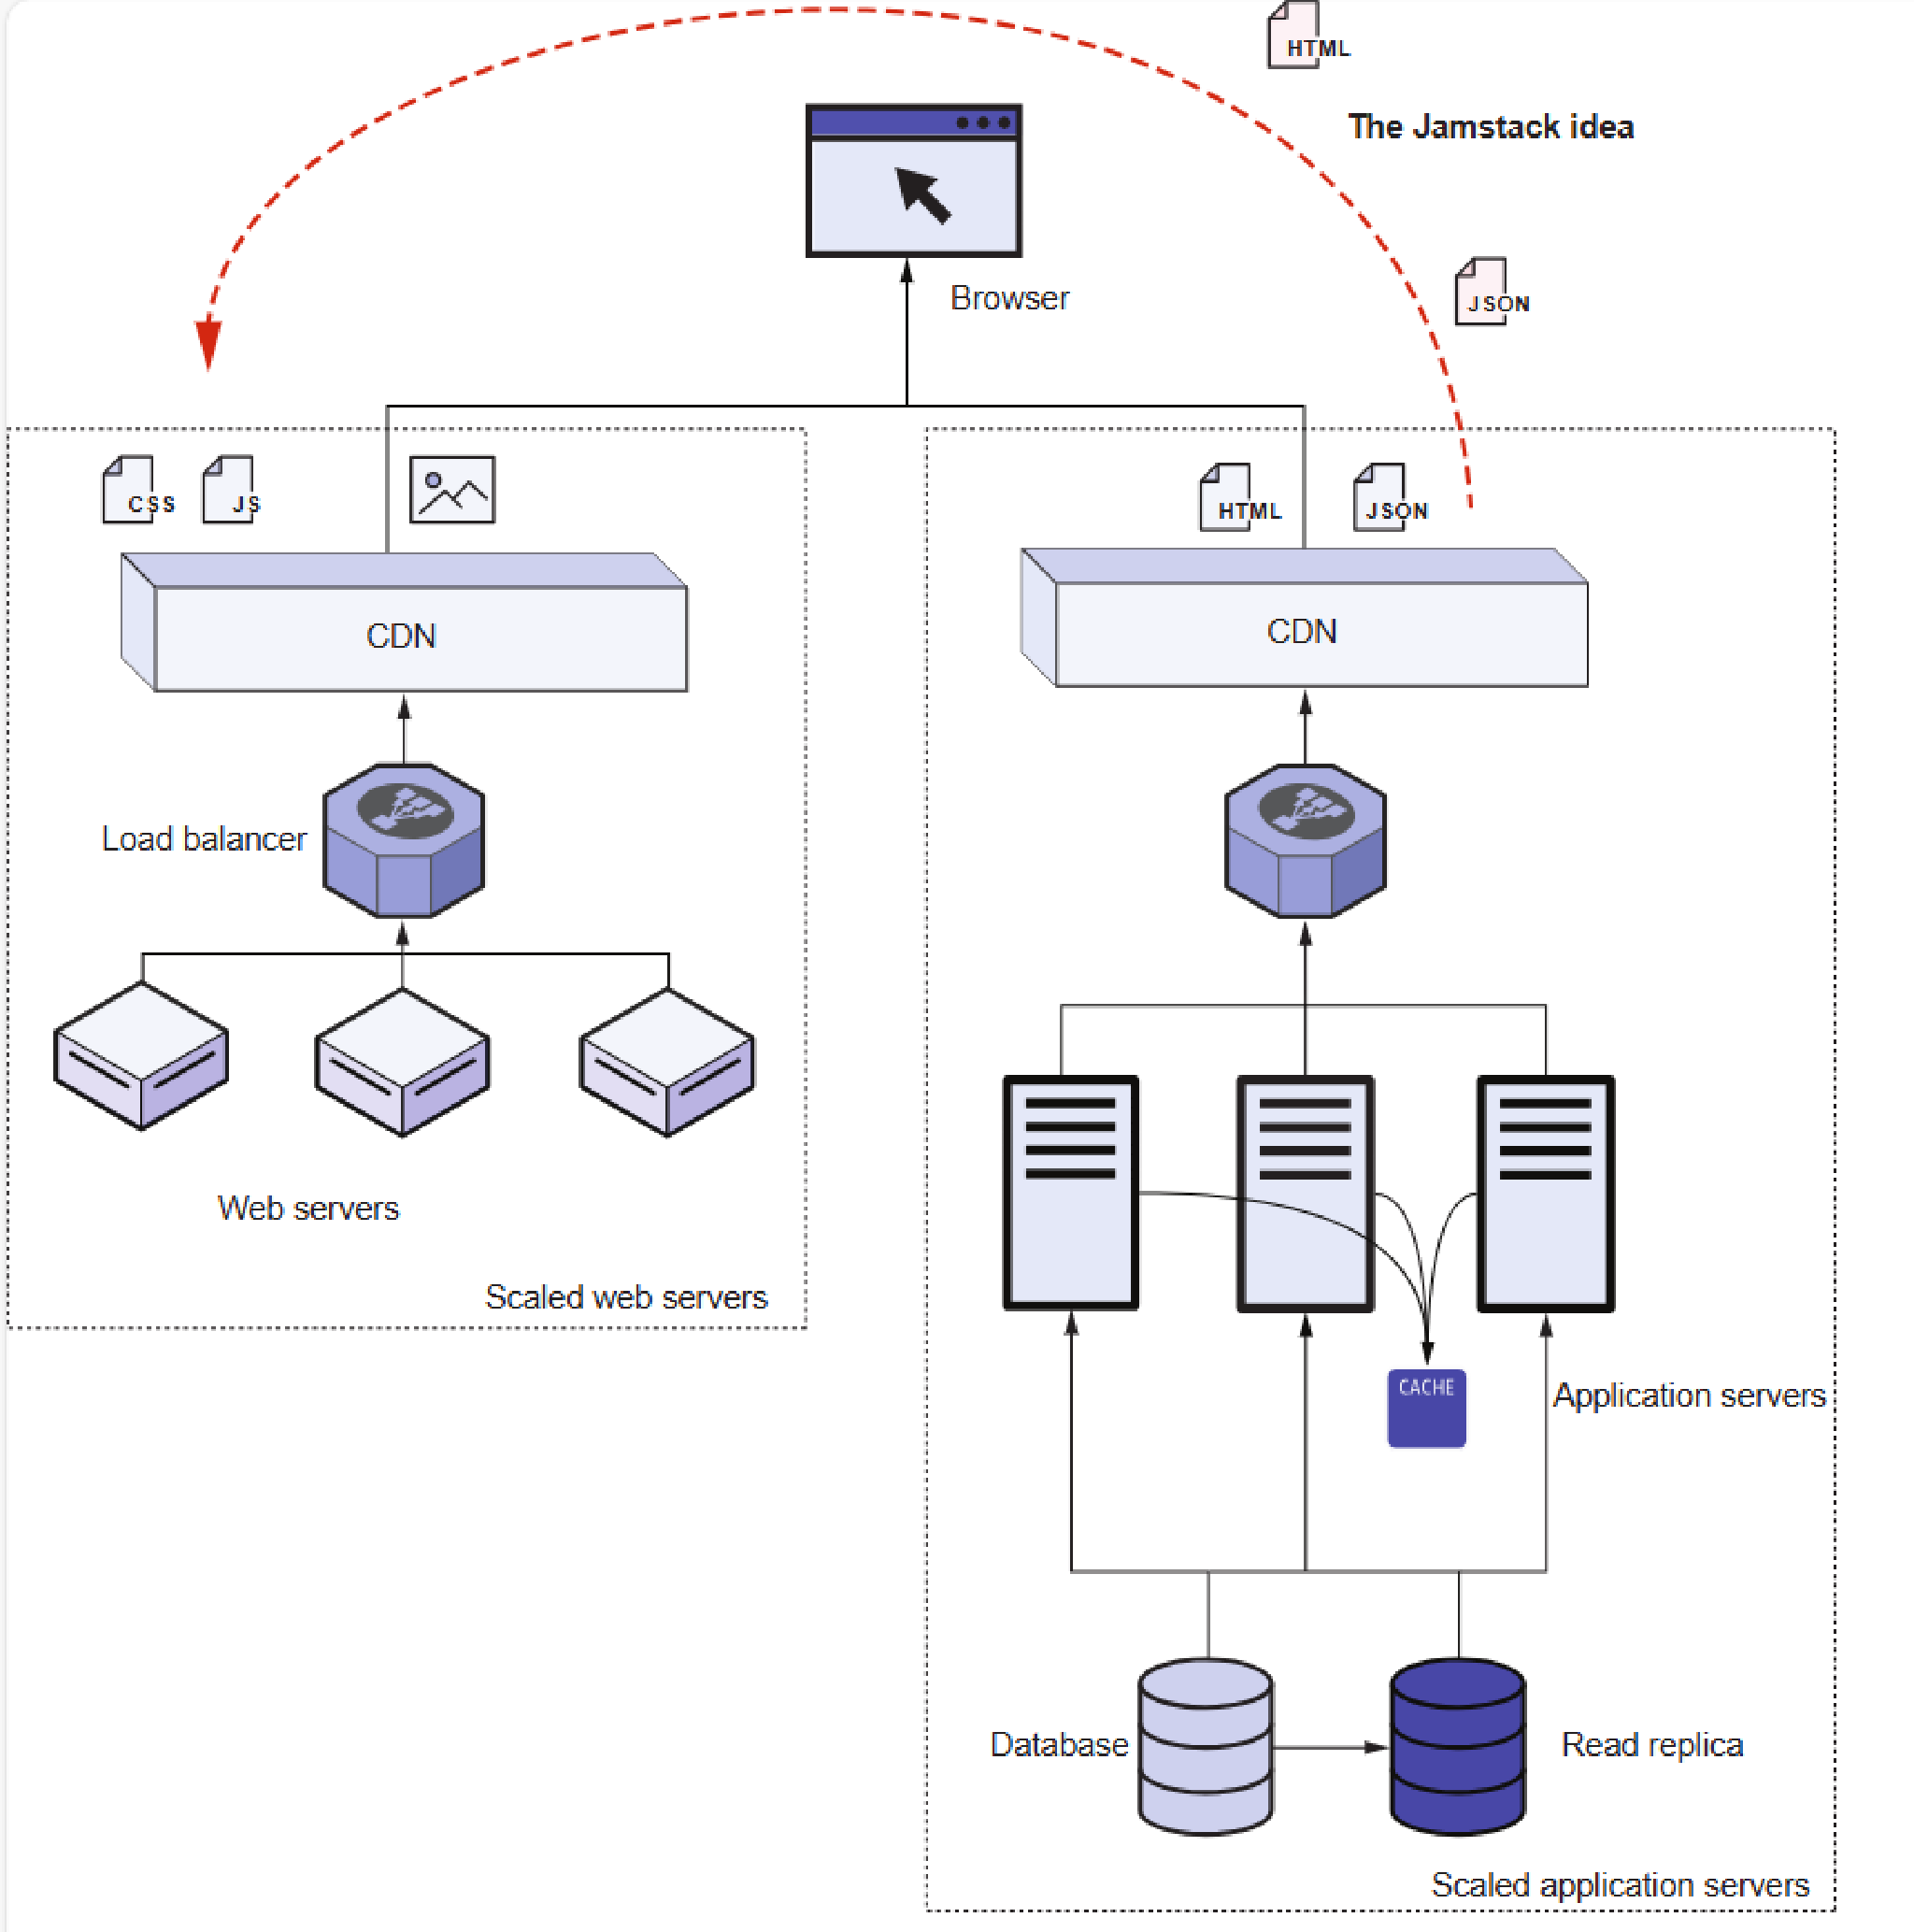 HTML
The Jamstack idea
JSON
Browser
CSS
JS
HTML
JSON
CDN
CDN
Load balancer
Web servers
Scaled web servers
CACHE
Application servers
Database
Read replica
Scaled application servers